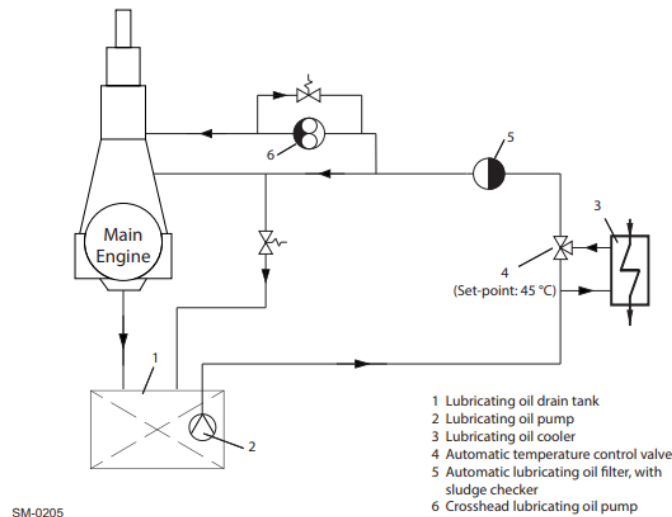 6
5
3
Main
Engine
4
(Set-point: 45 °C)
1
2
1 Lubricating oil drain tank
2 Lubricating oil pump
3 Lubricating oil cooler
4 Automatic temperature control valve
5 Automatic lubricating oil filter, with
sludge checker
6 Crosshead lubricating oil pump
SM-0205